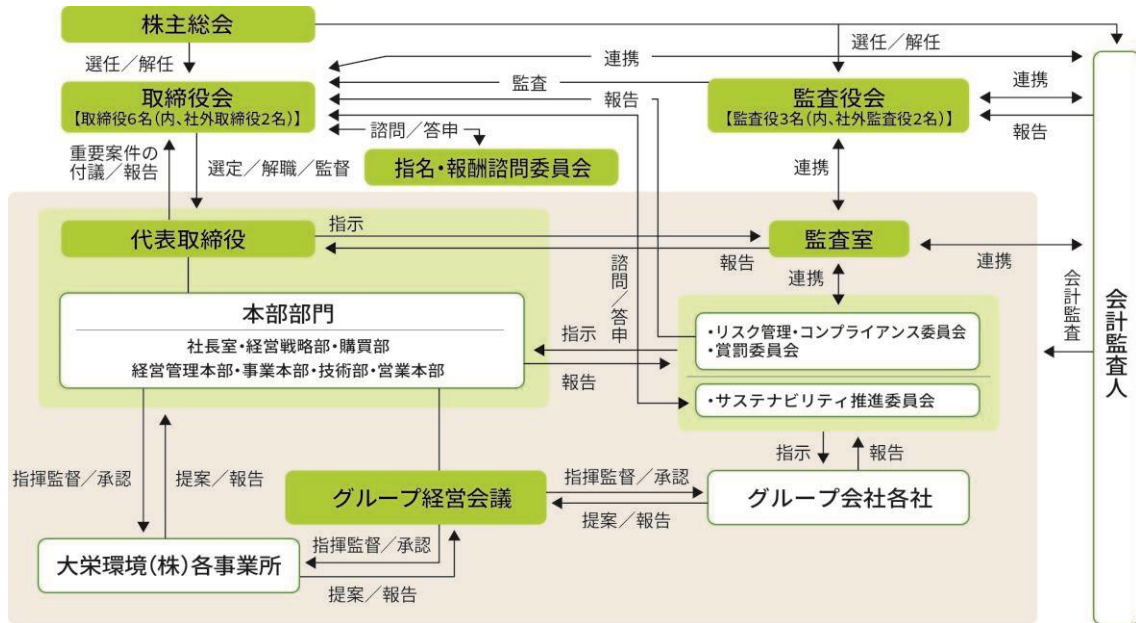 株主総会
選任／解任
選任／解任
連携
監査
報告
取締役会
【取締役6名(内、社外取締役2名)】
監査役会
【監査役3名(内、社外監査役2名)】
連携
報告
諮問／答申
指名・報酬諮問委員会
重要案件の
付議／報告
選定／解職／監督
連携
代表取締役
指示
報告
監査室
連携
連携
諮問／答申
会計監査
会計監査人
本部部門
社長室・経営戦略部・購買部
経営管理本部・事業本部・技術部・営業本部
指示
報告
・リスク管理・コンプライアンス委員会
・賞罰委員会
・サステナビリティ推進委員会
指示
報告
指揮監督／承認
提案／報告
グループ経営会議
指揮監督／承認
提案／報告
グループ会社各社
大栄環境(株)各事業所
指揮監督／承認
提案／報告